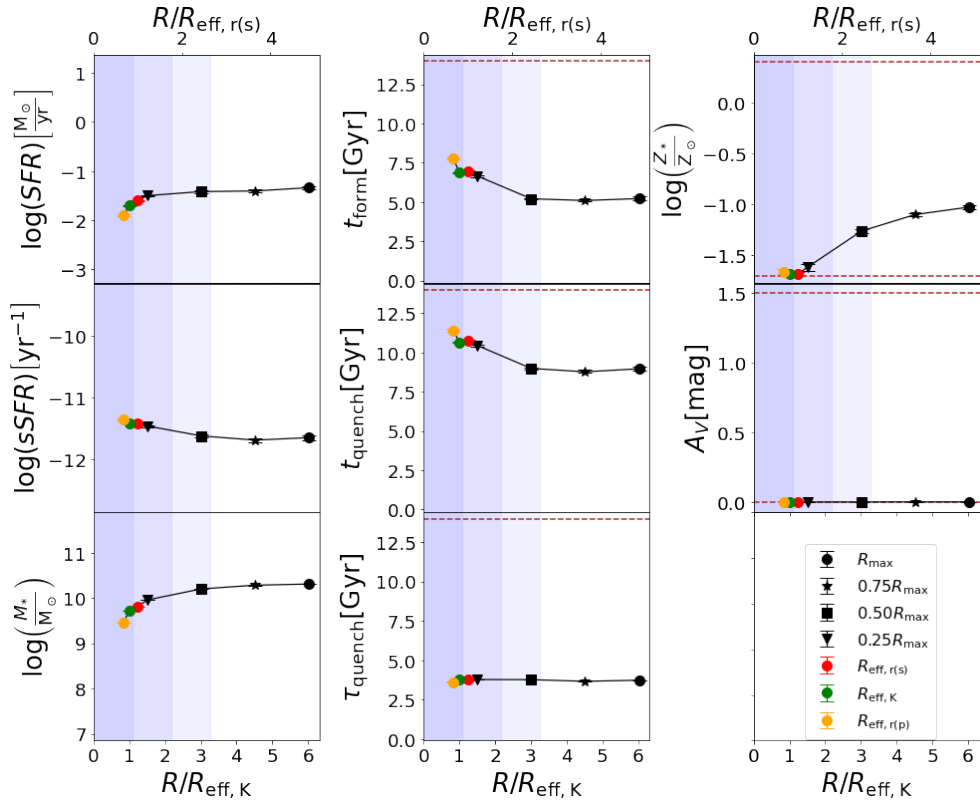 R/R_eff, r(s)
R/R_eff, r(s)
R/R_eff, r(s)
0 2 4
0 2 4
0 2 4
log(SFR)[M⊙/yr]
1
0
−1
−2
−3
t_form[Gyr]
12.5
10.0
7.5
5.0
2.5
0.0
log(Z*/Z⊙)
0.0
−0.5
−1.0
−1.5
log(sSFR)[yr⁻¹]
−10
−11
−12
t_quench[Gyr]
12.5
10.0
7.5
5.0
2.5
0.0
A_V[mag]
1.5
1.0
0.5
0.0
log(M*/M⊙)
11
10
9
8
7
τ_quench[Gyr]
12.5
10.0
7.5
5.0
2.5
0.0
R_max
0.75R_max
0.50R_max
0.25R_max
R_eff, r(s)
R_eff, K
R_eff, r(p)
0 1 2 3 4 5 6
0 1 2 3 4 5 6
0 1 2 3 4 5 6
R/R_eff, K
R/R_eff, K
R/R_eff, K